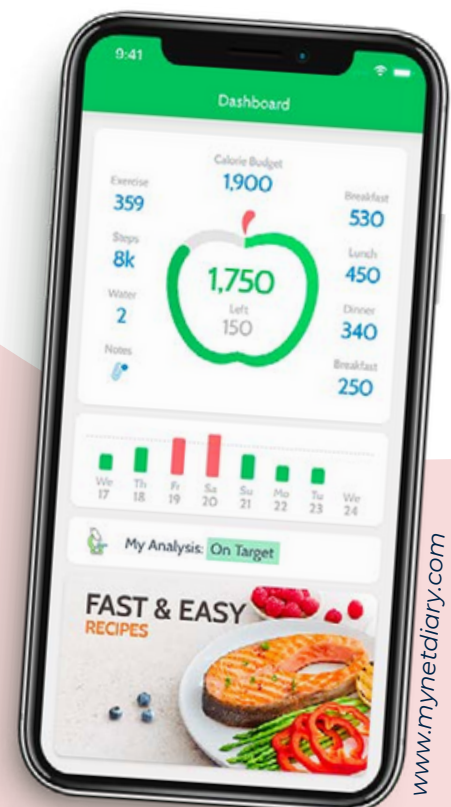 9:41
Dashboard
Calorie Budget
1,900
Exercise
359
Steps
8k
Water
2
Notes
1,750
Left
150
Breakfast
530
Lunch
450
Dinner
340
Breakfast
250
We Th Fr Sa Su Mo Tu We
17 18 19 20 21 22 23 24
My Analysis: On Target
FAST & EASY
RECIPES
www.mynetdiary.com